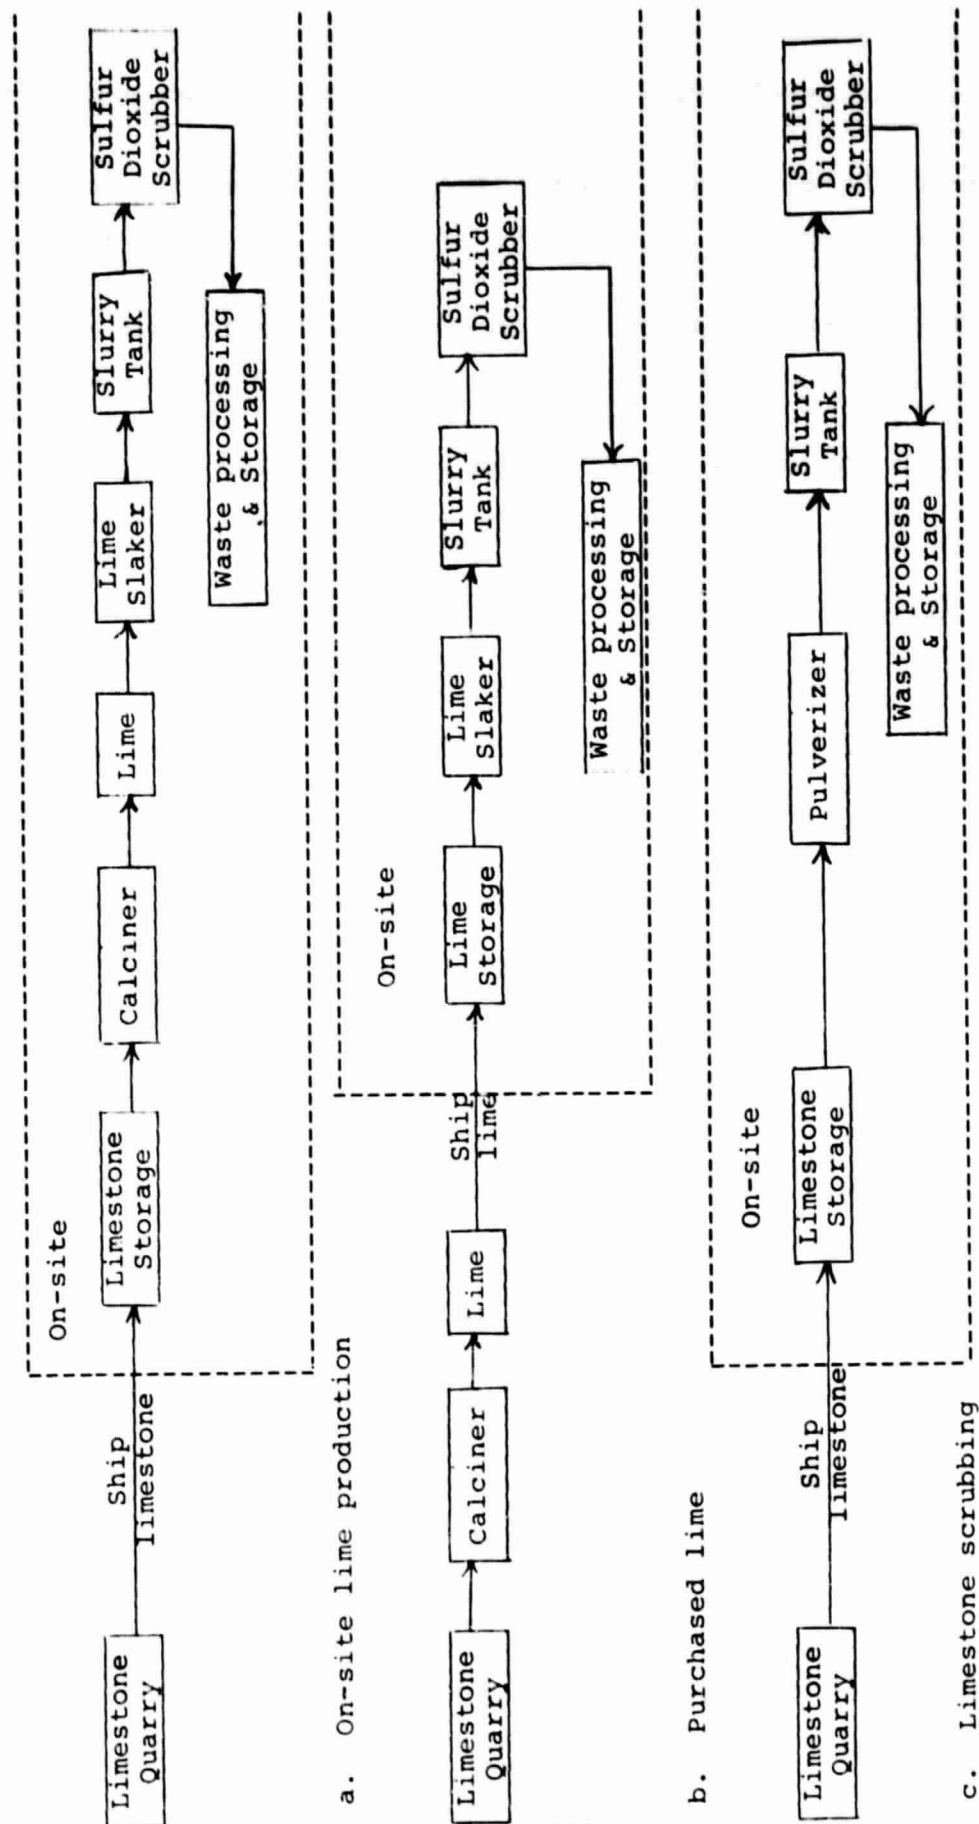 On-site
Limestone
Quarry
Ship
limestone
Limestone
Storage
Calciner
Lime
Lime
Slaker
Slurry
Tank
Sulfur
Dioxide
Scrubber
Waste processing
& Storage
a. On-site lime production
On-site
Limestone
Quarry
Calciner
Lime
Ship
lime
Lime
Storage
Lime
Slaker
Slurry
Tank
Sulfur
Dioxide
Scrubber
Waste processing
& Storage
b. Purchased lime
On-site
Limestone
Quarry
Ship
limestone
Limestone
Storage
Pulverizer
Slurry
Tank
Sulfur
Dioxide
Scrubber
Waste processing
& Storage
c. Limestone scrubbing